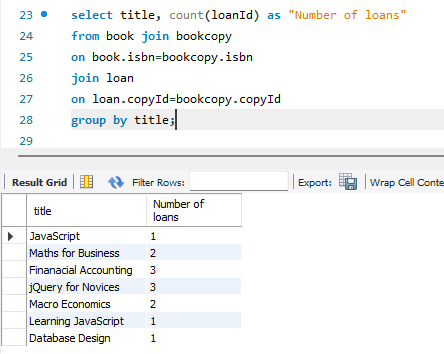 23 select title, count(loanId) as "Number of loans"
24 from book join bookcopy
25 on book.isbn=bookcopy.isbn
26 join loan
27 on loan.copyId=bookcopy.copyId
28 group by title;
29
Result Grid Filter Rows: Export: Wrap Cell Conte
title Number of
loans
JavaScript 1
Maths for Business 2
Finanacial Accounting 3
jQuery for Novices 3
Macro Economics 2
Learning JavaScript 1
Database Design 1